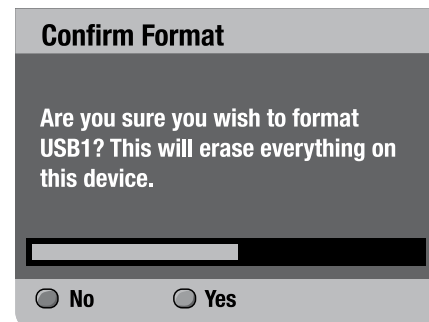 Confirm Format
Are you sure you wish to format
USB1? This will erase everything on
this device.
No Yes